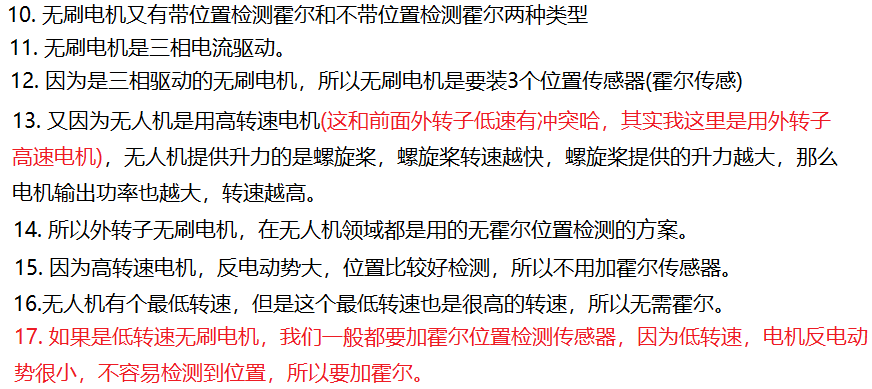 10. 无刷电机又有带位置检测霍尔和不带位置检测霍尔两种类型
11. 无刷电机是三相电流驱动。
12. 因为是三相驱动的无刷电机，所以无刷电机是要装3个位置传感器(霍尔传感)
13. 又因为无人机是用高转速电机(这和前面外转子低速有冲突哈，其实我这里是用外转子
高速电机)，无人机提供升力的是螺旋桨，螺旋桨转速越快，螺旋桨提供的升力越大，那么
电机输出功率也越大，转速越高。
14. 所以外转子无刷电机，在无人机领域都是用的无霍尔位置检测的方案。
15. 因为高转速电机，反电动势大，位置比较好检测，所以不用加霍尔传感器。
16.无人机有个最低转速，但是这个最低转速也是很高的转速，所以无需霍尔。
17. 如果是低转速无刷电机，我们一般都要加霍尔位置检测传感器，因为低转速，电机反电动
势很小，不容易检测到位置，所以要加霍尔。